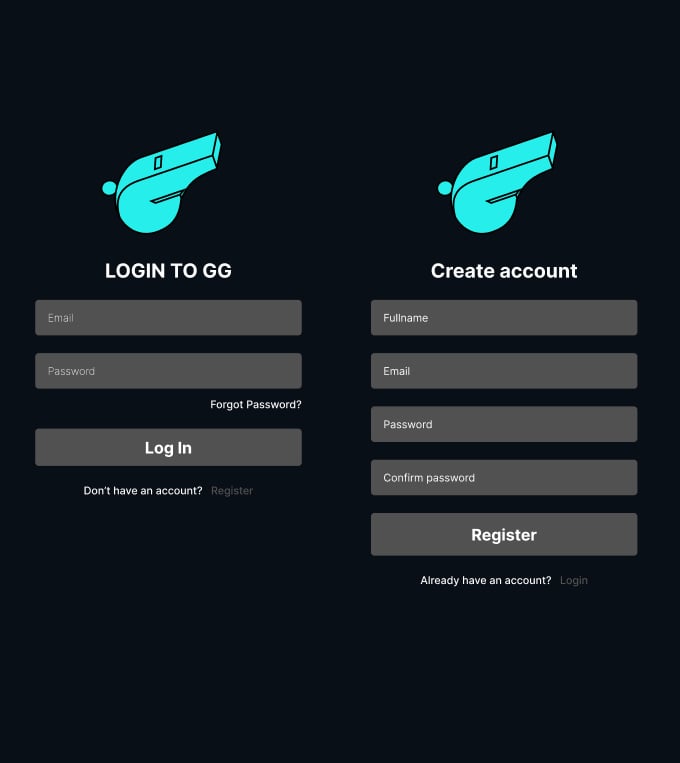 LOGIN TO GG
Email
Password
Forgot Password?
Log In
Don't have an account? Register
Create account
Fullname
Email
Password
Confirm password
Register
Already have an account? Login